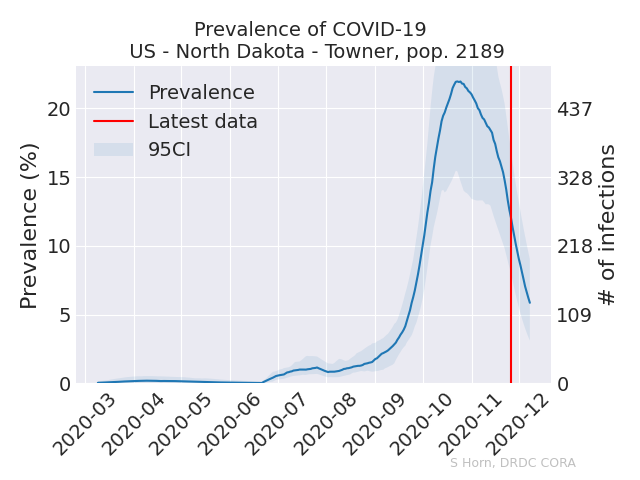 Prevalence of COVID-19
US - North Dakota - Towner, pop. 2189
Prevalence
Latest data
95CI
Prevalence (%)
20
15
10
5
0
437
328
218
109
0
# of infections
2020-03
2020-04
2020-05
2020-06
2020-07
2020-08
2020-09
2020-10
2020-11
2020-12
S Horn, DRDC CORA